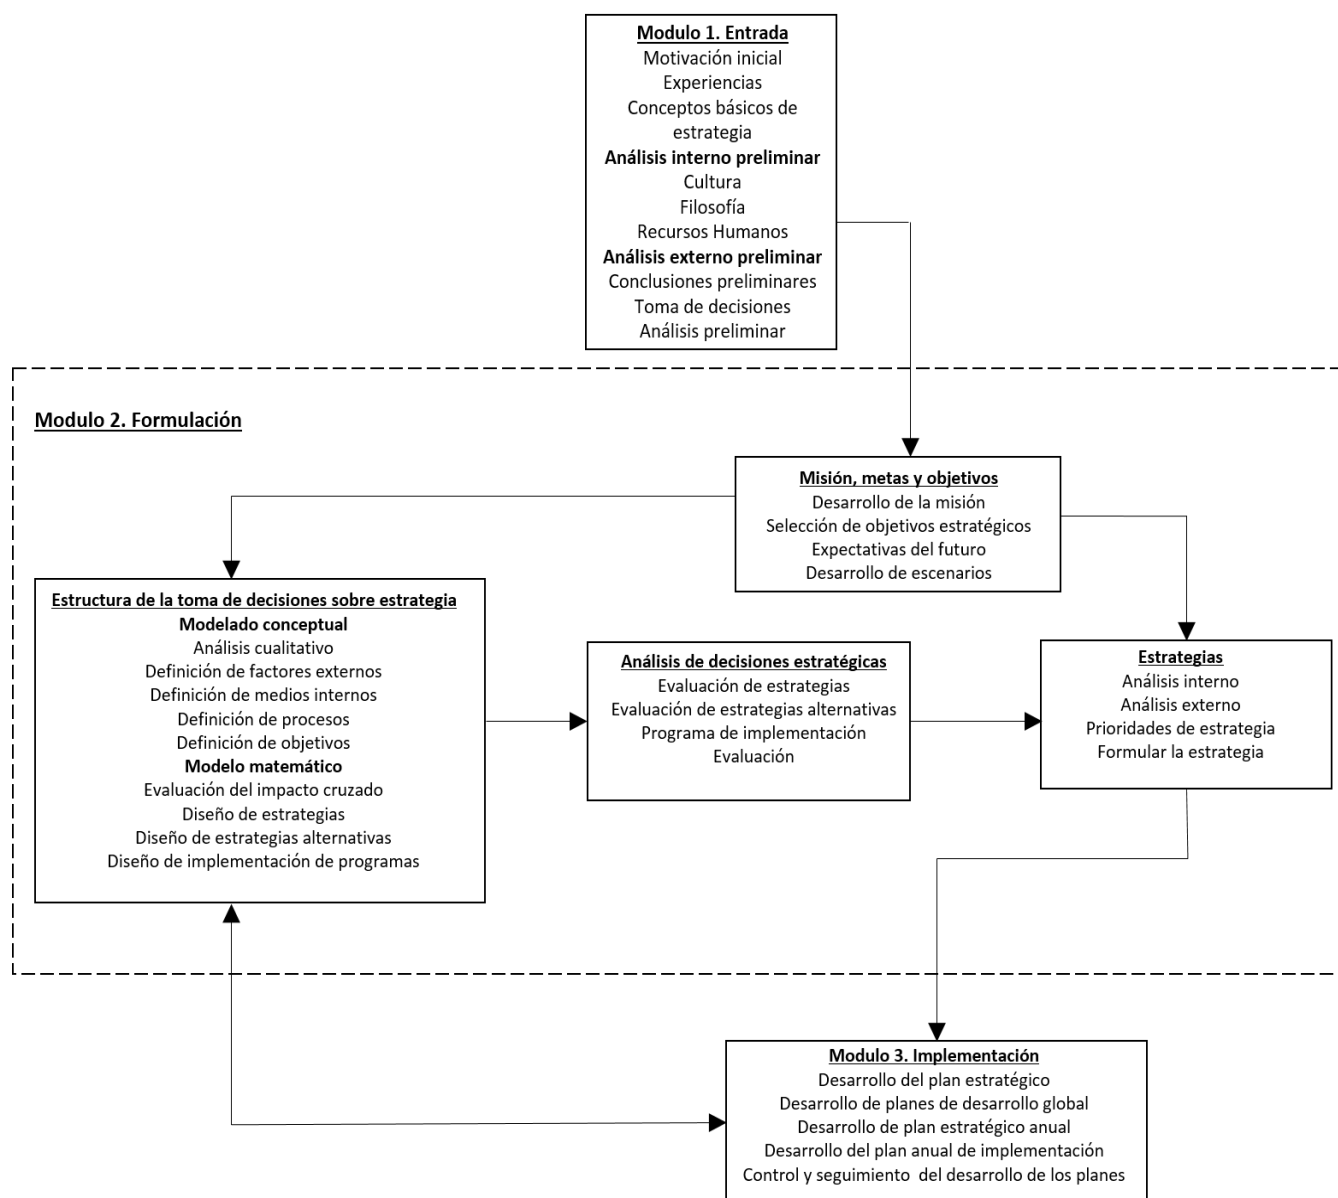 Modulo 1. Entrada
Motivación inicial
Experiencias
Conceptos básicos de
estrategia
Análisis interno preliminar
Cultura
Filosofía
Recursos Humanos
Análisis externo preliminar
Conclusiones preliminares
Toma de decisiones
Análisis preliminar
Modulo 2. Formulación
Misión, metas y objetivos
Desarrollo de la misión
Selección de objetivos estratégicos
Expectativas del futuro
Desarrollo de escenarios
Estructura de la toma de decisiones sobre estrategia
Modelado conceptual
Análisis cualitativo
Definición de factores externos
Definición de medios internos
Definición de procesos
Definición de objetivos
Modelo matemático
Evaluación del impacto cruzado
Diseño de estrategias
Diseño de estrategias alternativas
Diseño de implementación de programas
Análisis de decisiones estratégicas
Evaluación de estrategias
Evaluación de estrategias alternativas
Programa de implementación
Evaluación
Estrategias
Análisis interno
Análisis externo
Prioridades de estrategia
Formular la estrategia
Modulo 3. Implementación
Desarrollo del plan estratégico
Desarrollo de planes de desarrollo global
Desarrollo de plan estratégico anual
Desarrollo del plan anual de implementación
Control y seguimiento del desarrollo de los planes